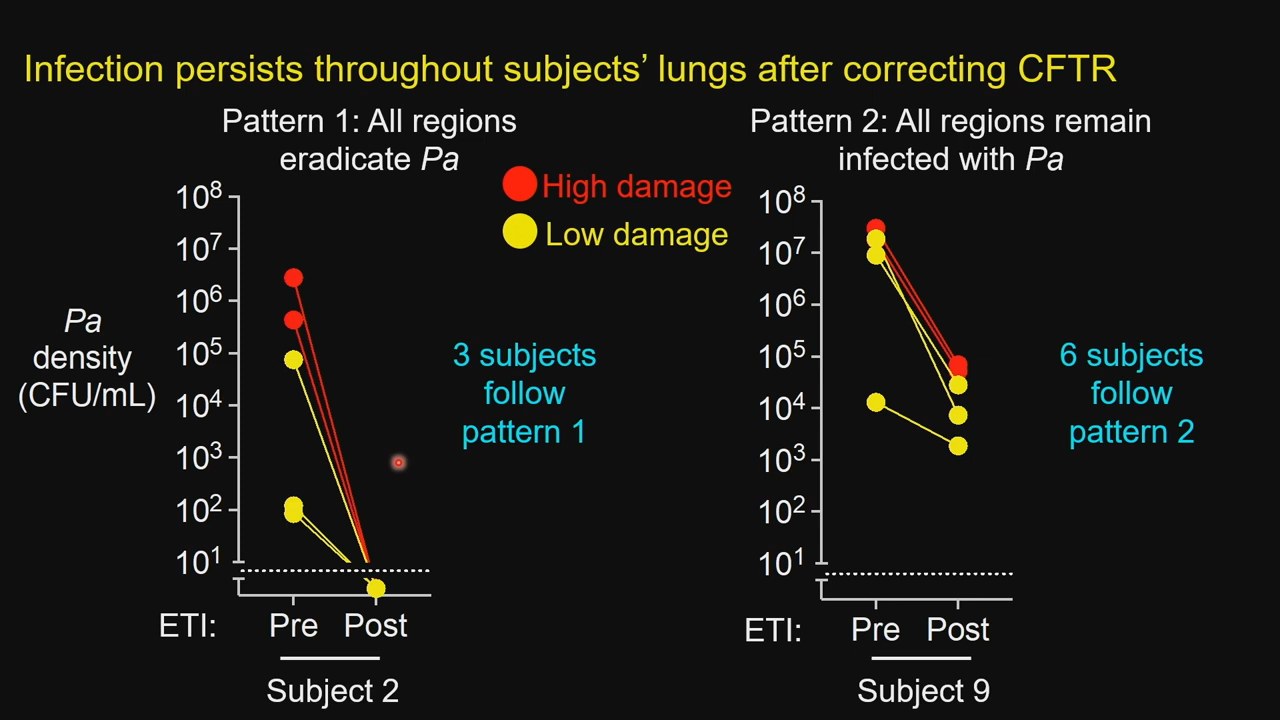 Infection persists throughout subjects’ lungs after correcting CFTR
Pattern 1: All regions
eradicate Pa
High damage
Low damage
Pa
density
(CFU/mL)
10⁸
10⁷
10⁶
10⁵
10⁴
10³
10²
10¹
3 subjects
follow
pattern 1
ETI:
Pre
Post
Subject 2
Pattern 2: All regions remain
infected with Pa
10⁸
10⁷
10⁶
10⁵
10⁴
10³
10²
10¹
6 subjects
follow
pattern 2
ETI:
Pre
Post
Subject 9